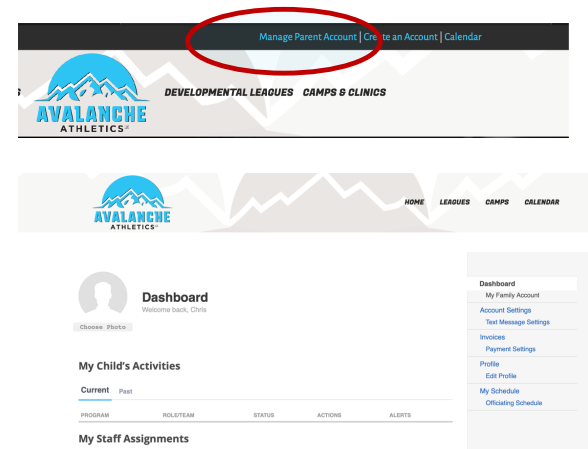 Manage Parent Account | Create an Account | Calendar
S
DEVELOPMENTAL LEAGUES CAMPS & CLINICS
AVALANCHE
ATHLETICS
HOME LEAGUES CAMPS CALENDAR
AVALANCHE
ATHLETICS
Dashboard
Welcome back, Chris
Choose Photo
My Child's Activities
Current Past
PROGRAM ROLE/TEAM STATUS ACTIONS ALERTS
My Staff Assignments
Dashboard
My Family Account
Account Settings
Text Message Settings
Invoices
Payment Settings
Profile
Edit Profile
My Schedule
Officiating Schedule